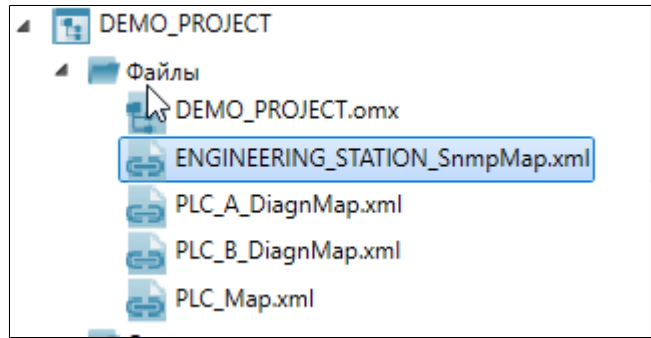 DEMO_PROJECT
Файлы
DEMO_PROJECT.omx
ENGINEERING_STATION_SnmpMap.xml
PLC_A_DiagnMap.xml
PLC_B_DiagnMap.xml
PLC_Map.xml